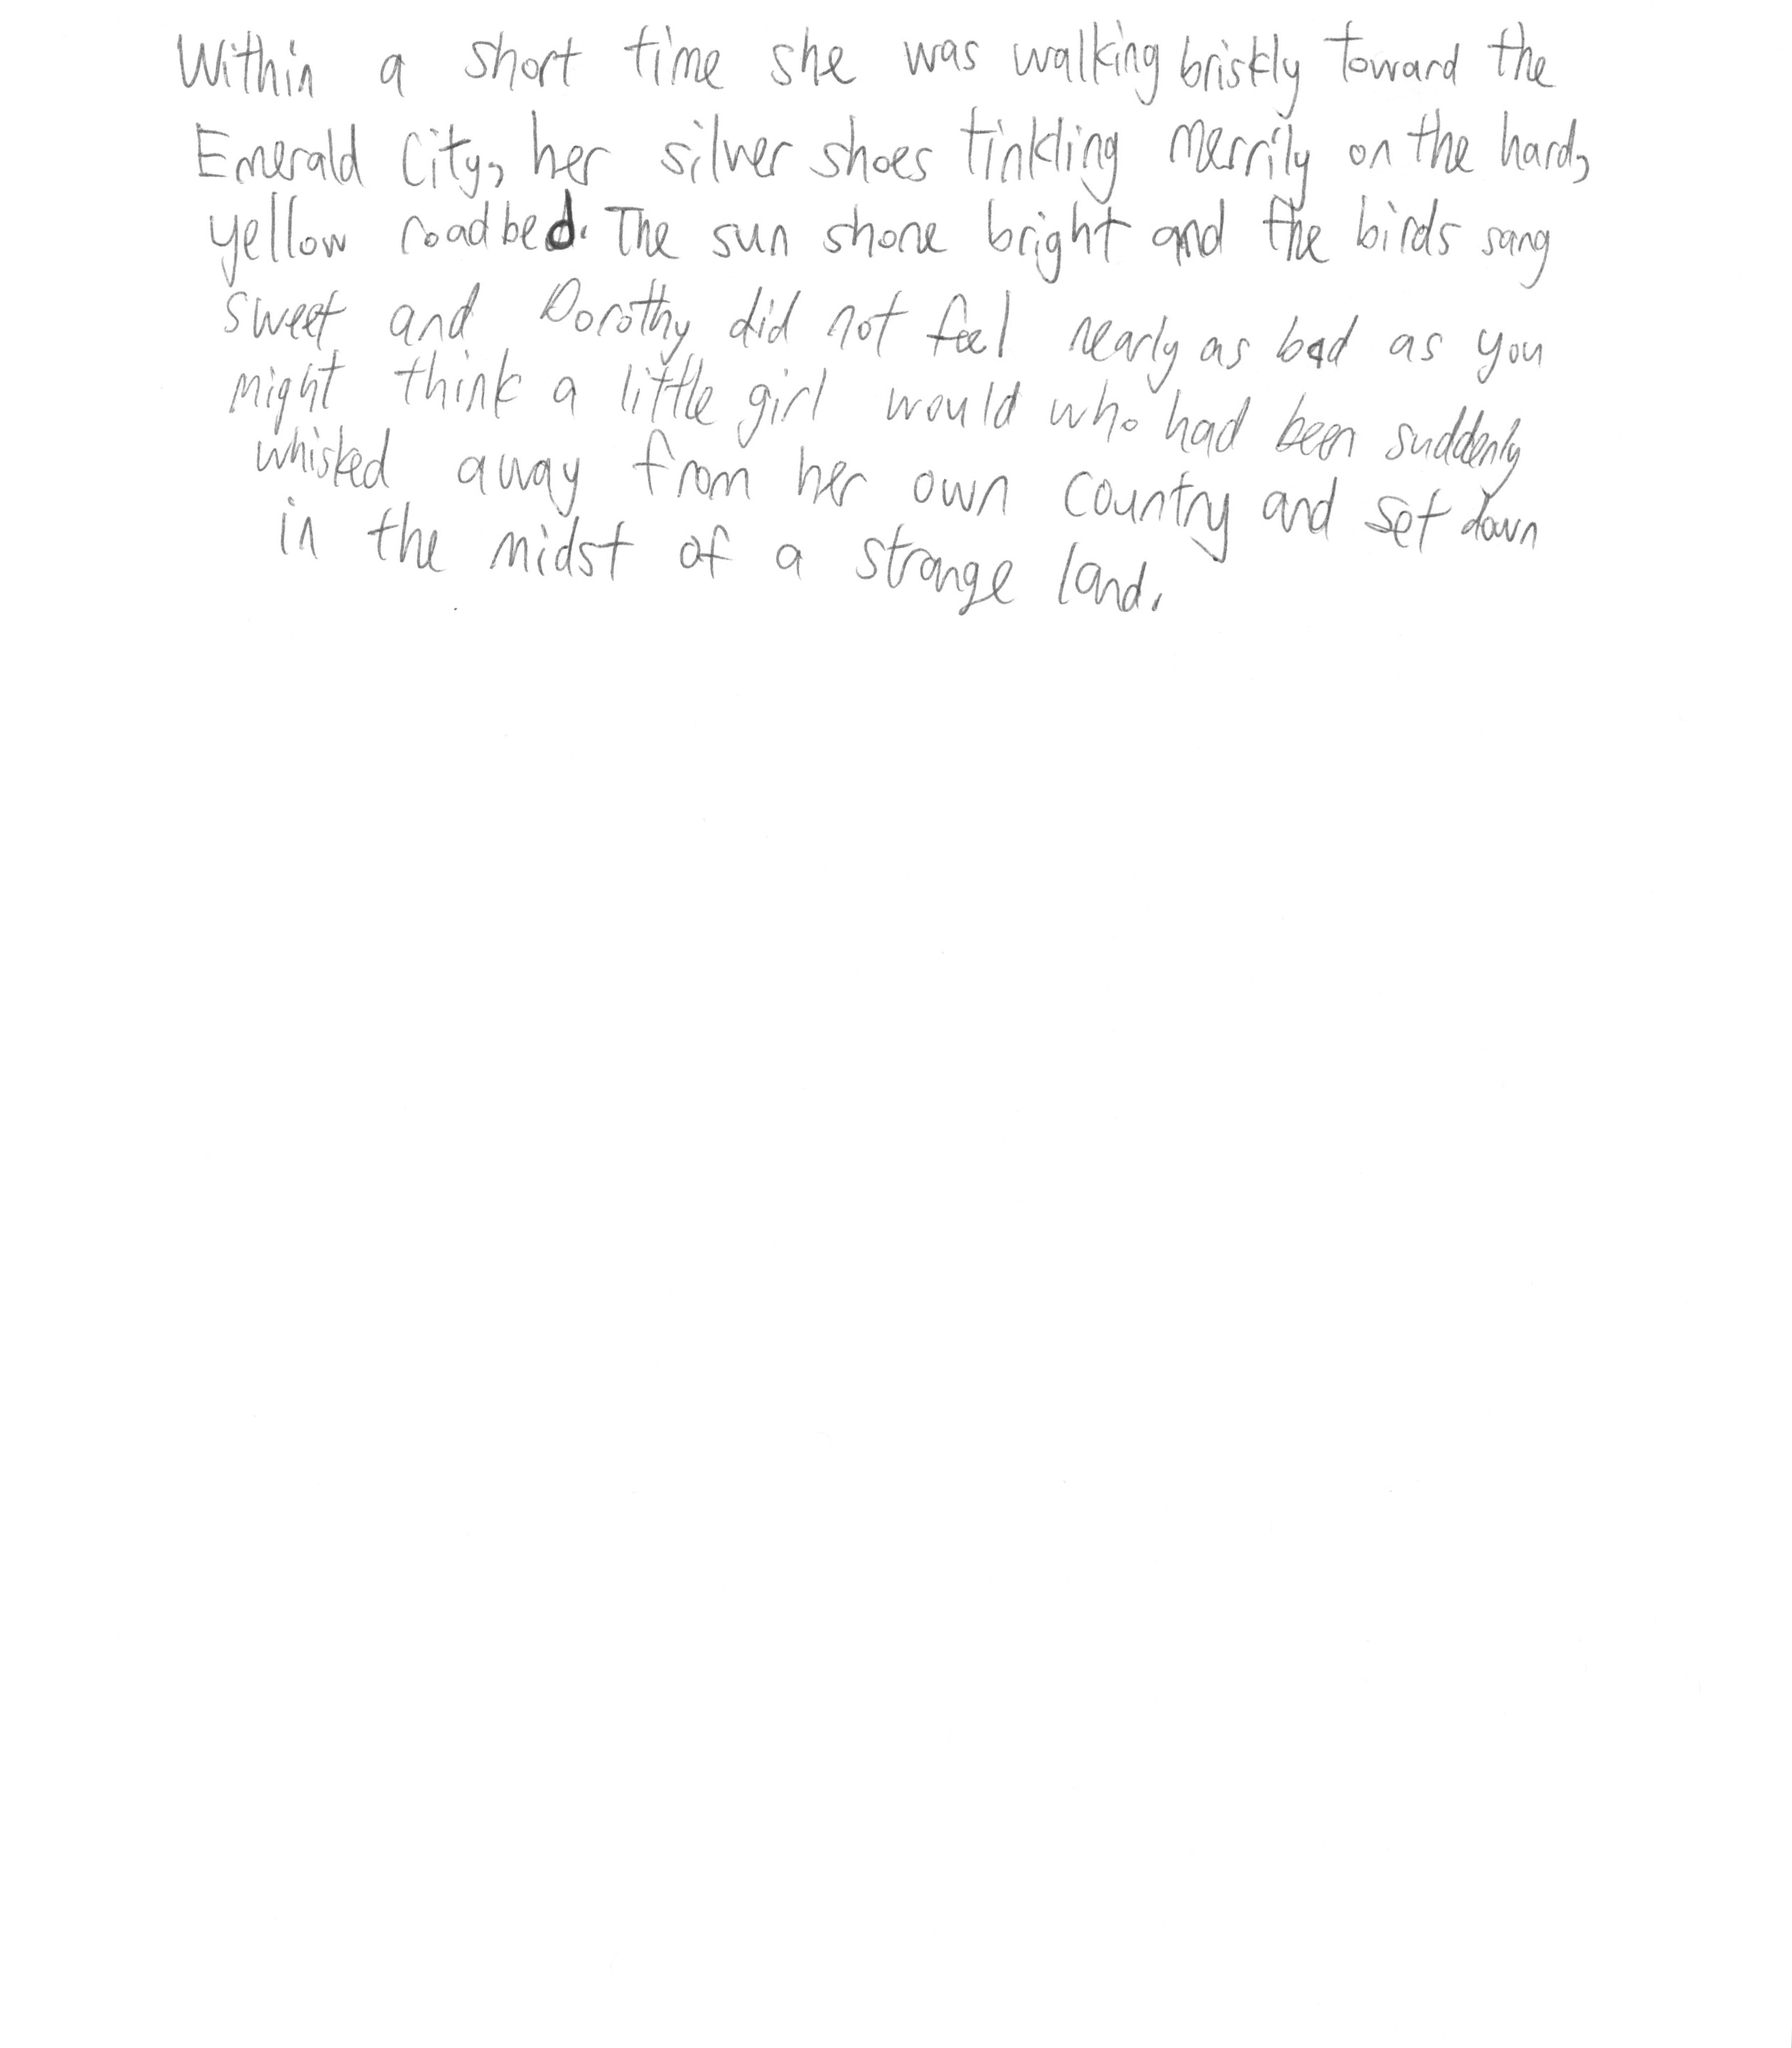 Within a short time she was walking briskly toward the
Emerald City, her silver shoes tinkling merrily on the hard,
yellow roadbed. The sun shone bright and the birds sang
sweet and Dorothy did not feel nearly as bad as you
might think a little girl would who had been suddenly
whisked away from her own country and set down
in the midst of a strange land.